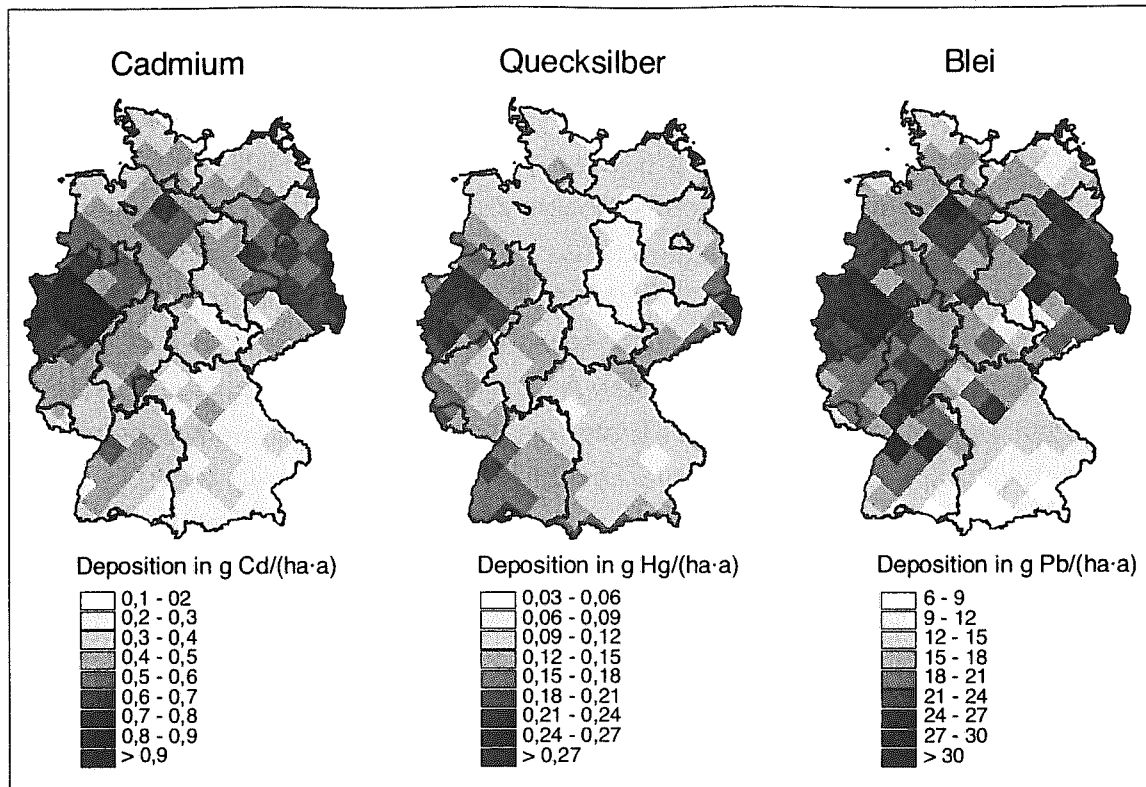 Cadmium
Quecksilber
Blei
Deposition in g Cd/(ha·a)
0,1 - 02
0,2 - 0,3
0,3 - 0,4
0,4 - 0,5
0,5 - 0,6
0,6 - 0,7
0,7 - 0,8
0,8 - 0,9
> 0,9
Deposition in g Hg/(ha·a)
0,03 - 0,06
0,06 - 0,09
0,09 - 0,12
0,12 - 0,15
0,15 - 0,18
0,18 - 0,21
0,21 - 0,24
0,24 - 0,27
> 0,27
Deposition in g Pb/(ha·a)
6 - 9
9 - 12
12 - 15
15 - 18
18 - 21
21 - 24
24 - 27
27 - 30
> 30